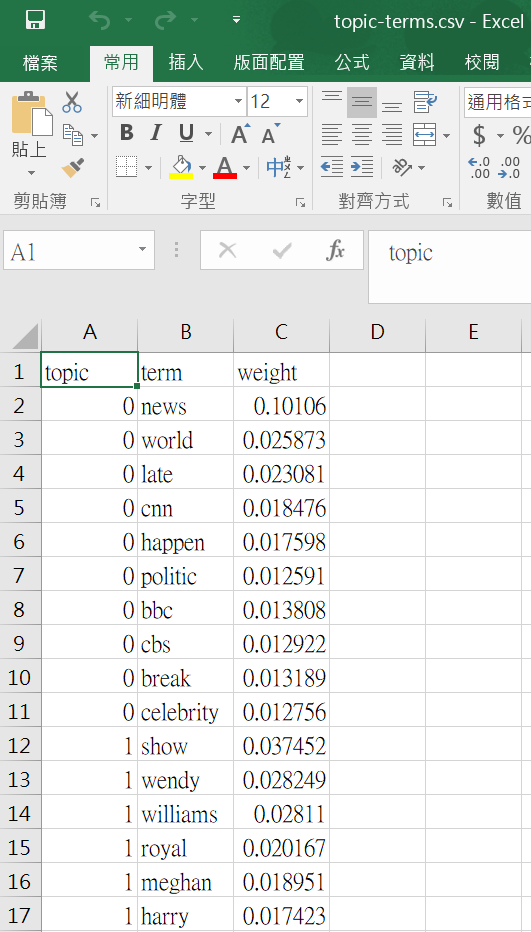 topic-terms.csv - Excel
檔案 常用 插入 版面配置 公式 資料 校閱
新細明體 12 通用格式
貼上 B I U A A $ %
A 中 .0 .00 .00 .0
剪貼簿 字型 對齊方式 數值
A1 fx topic
A B C D E
1 topic term weight
2 0 news 0.10106
3 0 world 0.025873
4 0 late 0.023081
5 0 cnn 0.018476
6 0 happen 0.017598
7 0 politic 0.012591
8 0 bbc 0.013808
9 0 cbs 0.012922
10 0 break 0.013189
11 0 celebrity 0.012756
12 1 show 0.037452
13 1 wendy 0.028249
14 1 williams 0.02811
15 1 royal 0.020167
16 1 meghan 0.018951
17 1 harry 0.017423